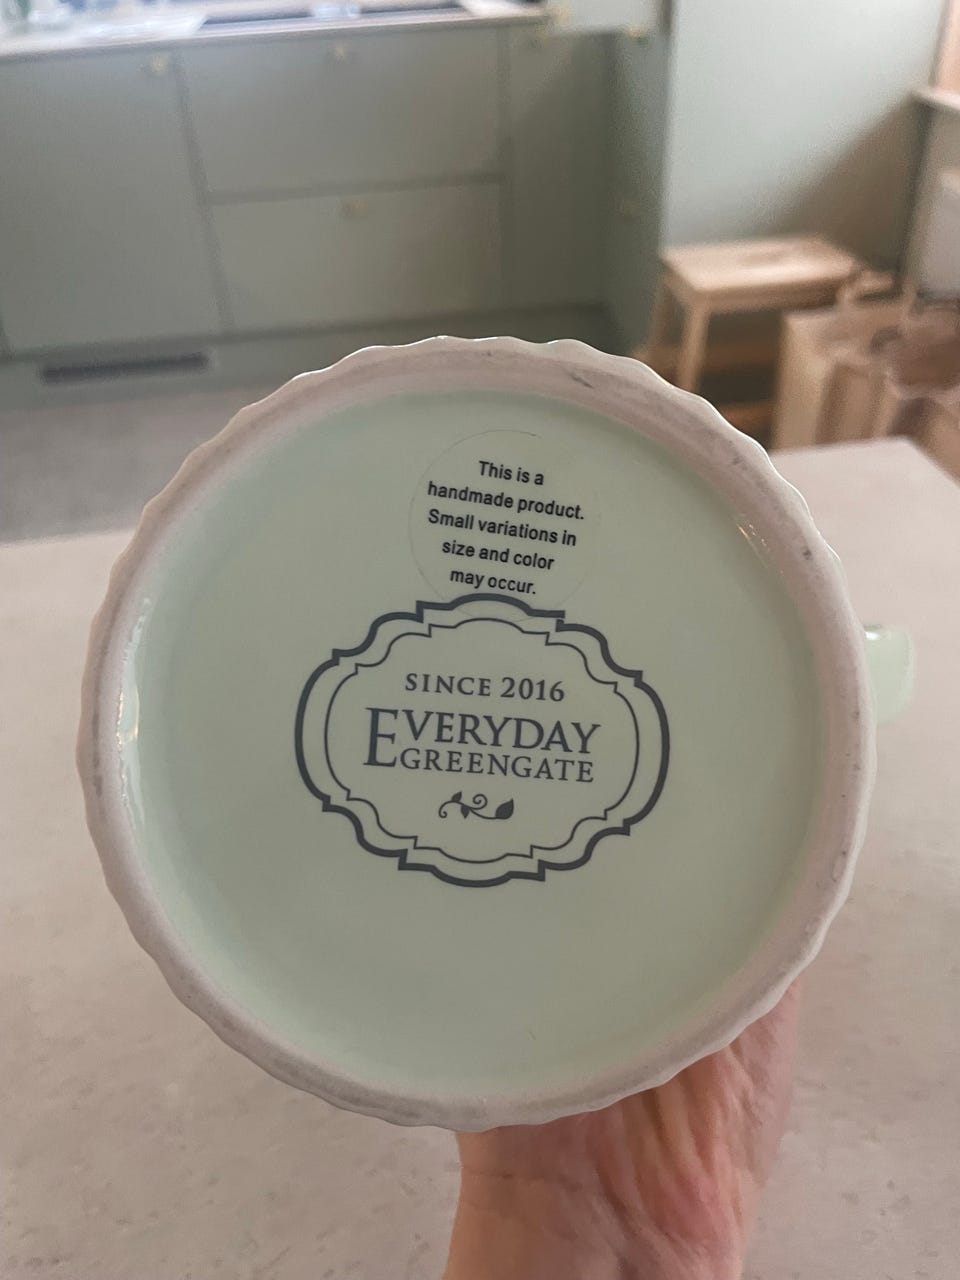 This is a
handmade product.
Small variations in
size and color
may occur.
SINCE 2016
EVERYDAY
GREENGATE